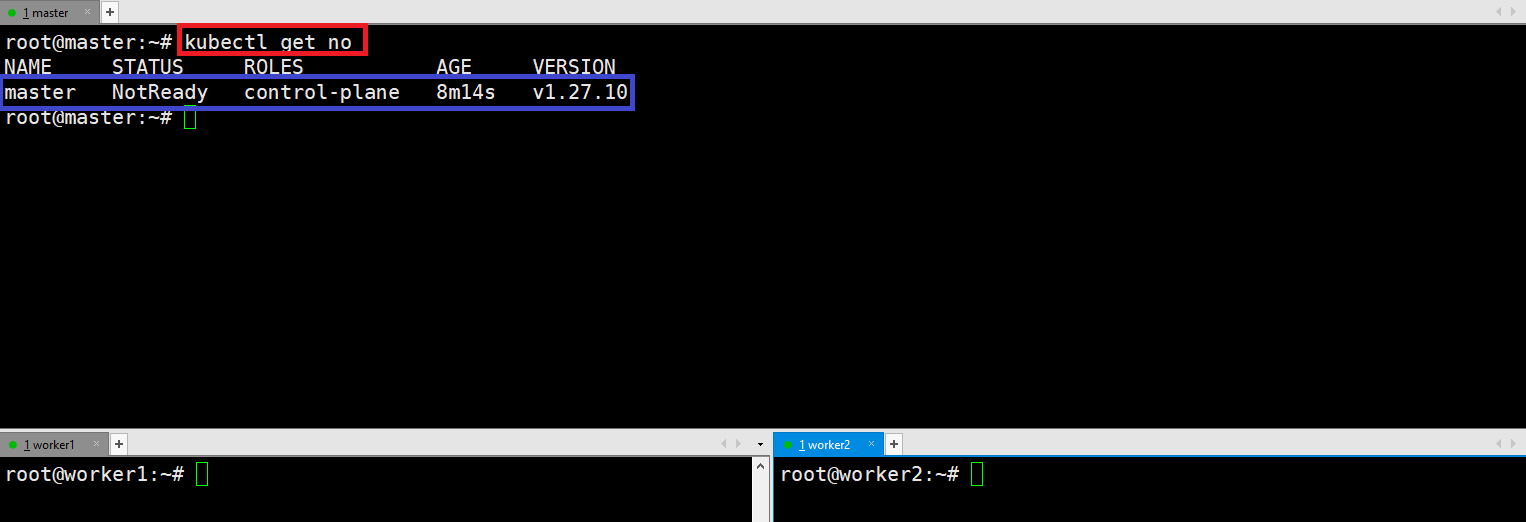 1 master
root@master:~# kubectl get no
NAME STATUS ROLES AGE VERSION
master NotReady control-plane 8m14s v1.27.10
root@master:~#
1 worker1
root@worker1:~#
1 worker2
root@worker2:~#